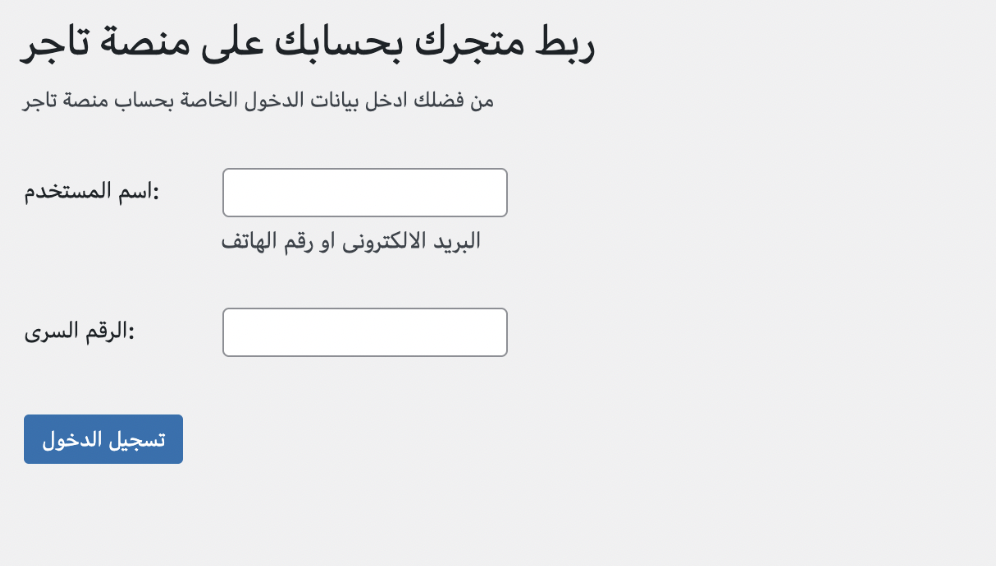 ربط متجرك بحسابك على منصة تاجر
من فضلك ادخل بيانات الدخول الخاصة بحساب منصة تاجر
اسم المستخدم:
البريد الالكترونى او رقم الهاتف
الرقم السرى:
تسجيل الدخول